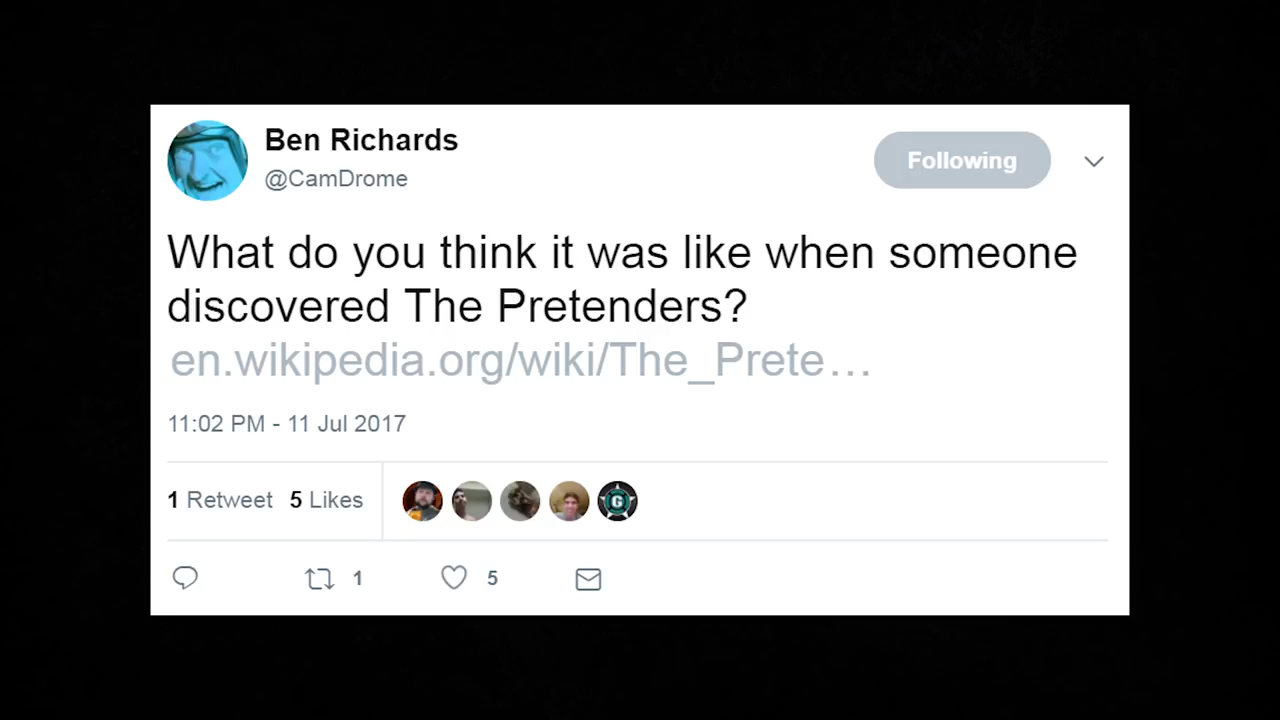 Ben Richards
@CamDrome
Following
What do you think it was like when someone
discovered The Pretenders?
en.wikipedia.org/wiki/The_Prete…
11:02 PM - 11 Jul 2017
1 Retweet 5 Likes
G
1 5